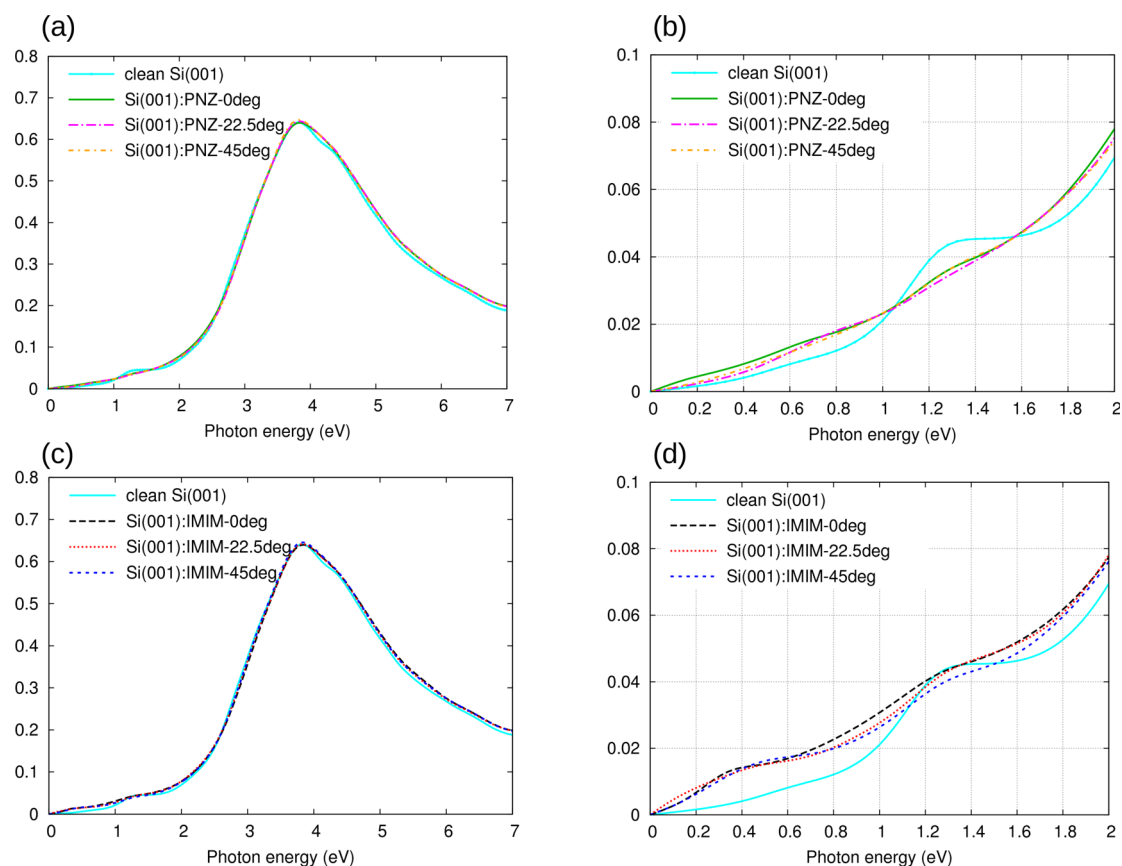 (a)
0.8
0.7
0.6
0.5
0.4
0.3
0.2
0.1
0
clean Si(001)
Si(001):PNZ-0deg
Si(001):PNZ-22.5deg
Si(001):PNZ-45deg
0 1 2 3 4 5 6 7
Photon energy (eV)
(b)
0.1
0.08
0.06
0.04
0.02
0
clean Si(001)
Si(001):PNZ-0deg
Si(001):PNZ-22.5deg
Si(001):PNZ-45deg
0 0.2 0.4 0.6 0.8 1 1.2 1.4 1.6 1.8 2
Photon energy (eV)
(c)
0.8
0.7
0.6
0.5
0.4
0.3
0.2
0.1
0
clean Si(001)
Si(001):IMIM-0deg
Si(001):IMIM-22.5deg
Si(001):IMIM-45deg
0 1 2 3 4 5 6 7
Photon energy (eV)
(d)
0.1
0.08
0.06
0.04
0.02
0
clean Si(001)
Si(001):IMIM-0deg
Si(001):IMIM-22.5deg
Si(001):IMIM-45deg
0 0.2 0.4 0.6 0.8 1 1.2 1.4 1.6 1.8 2
Photon energy (eV)